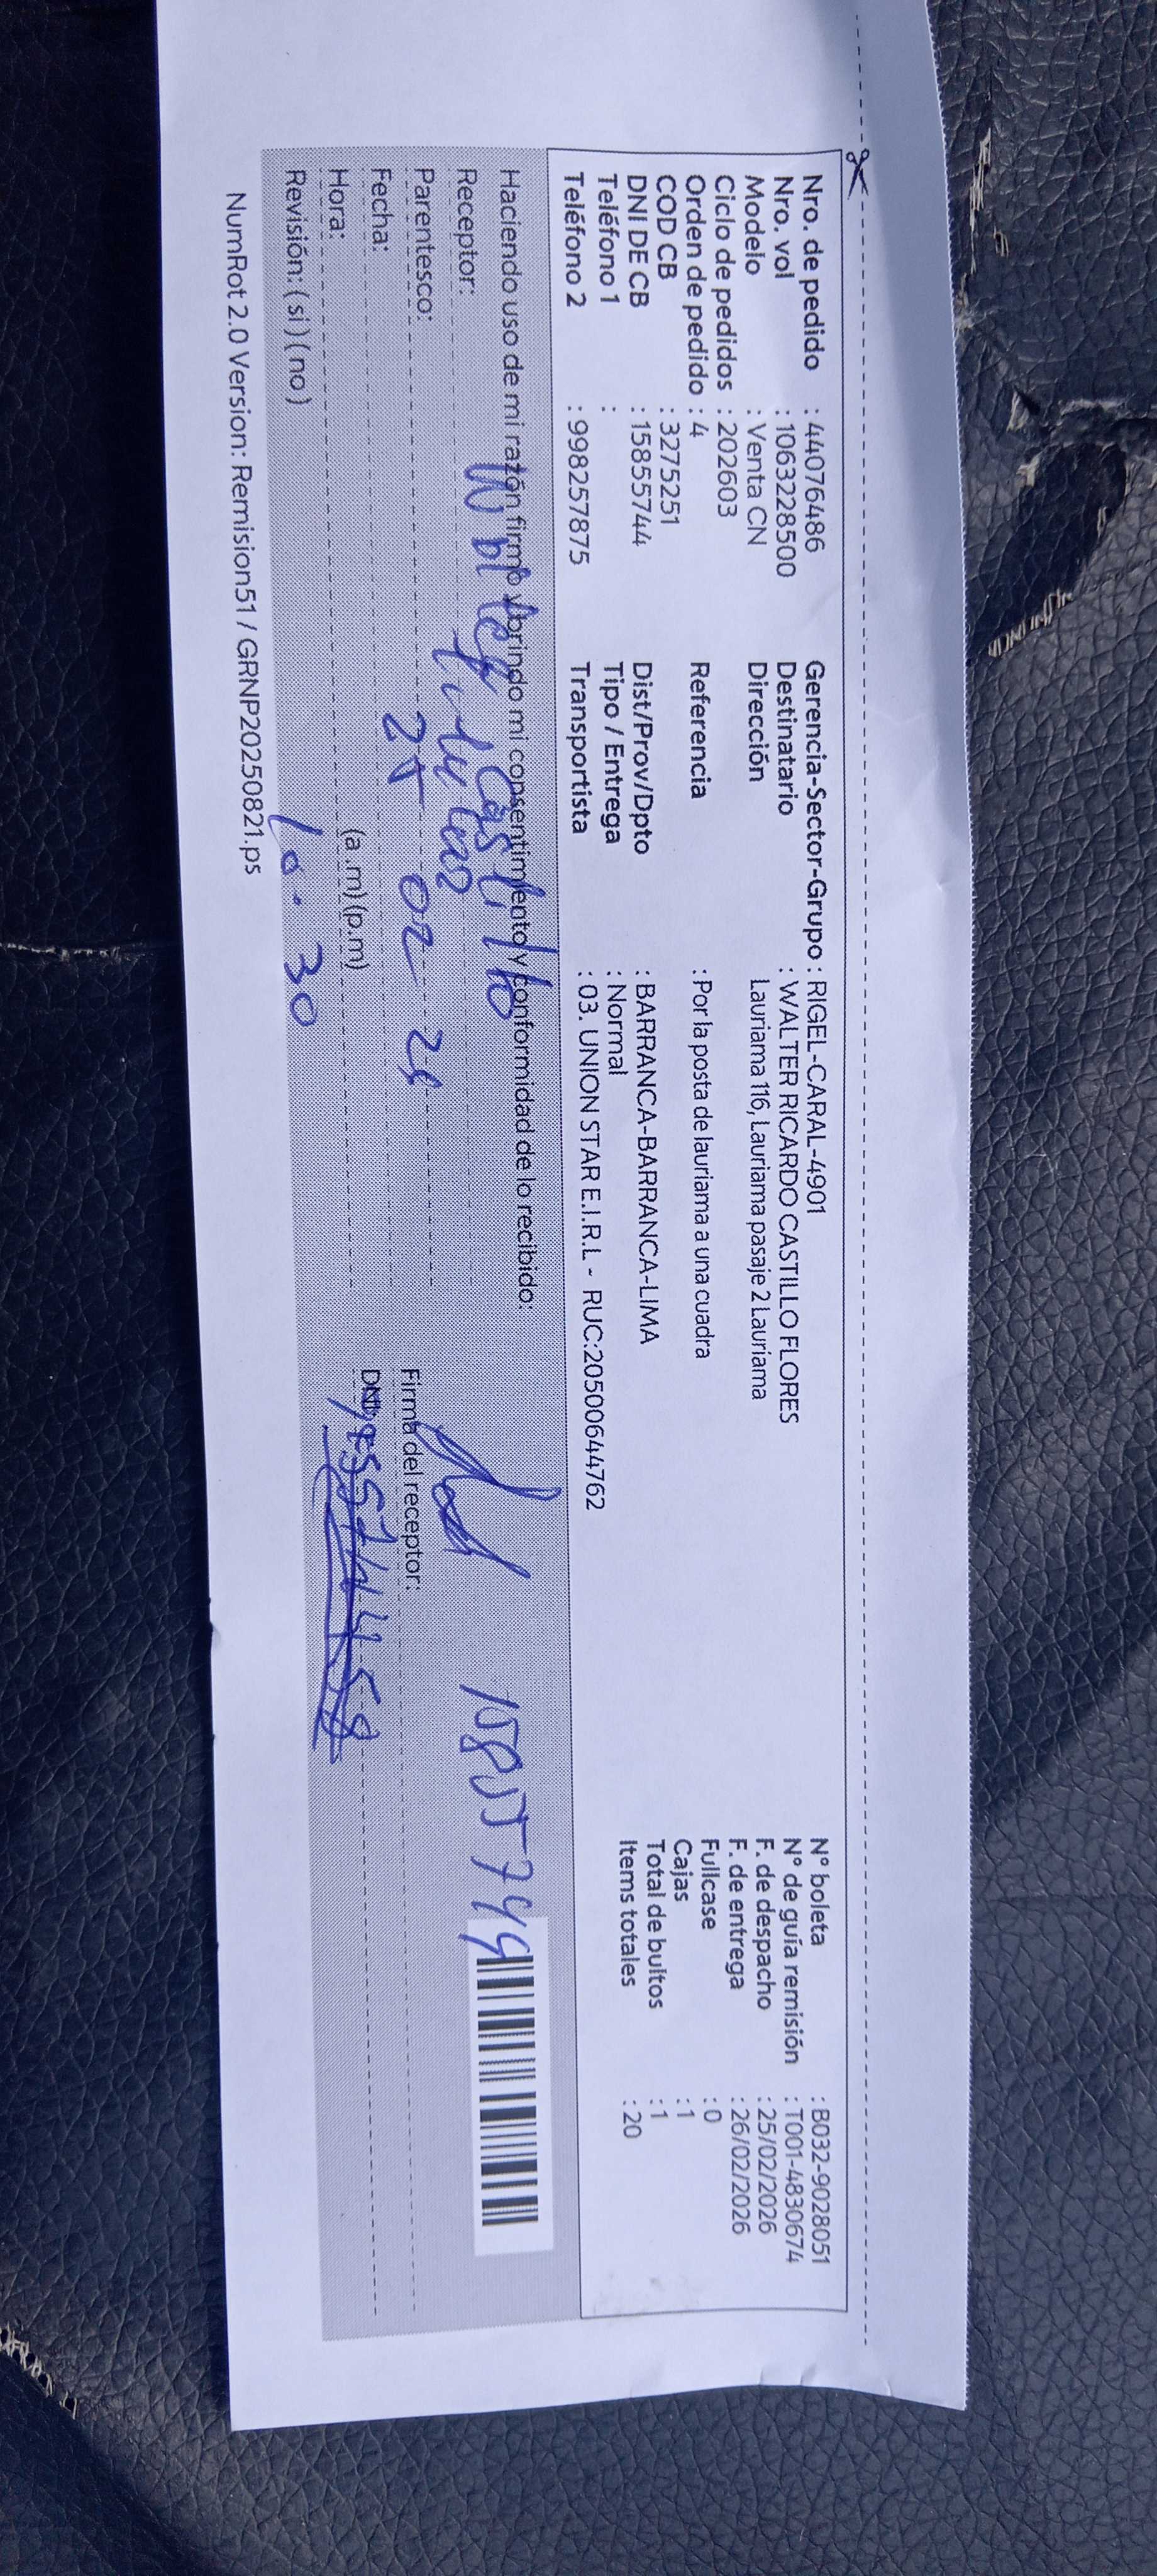 Nro. de pedido : 44076486
Nro. vol : 1063228500
Modelo : Venta CN
Ciclo de pedidos : 202603
Orden de pedido : 4
COD CB : 3275251
DNI DE CB : 15855744
Teléfono 1 :
Teléfono 2 : 998257875
Gerencia-Sector-Grupo : RIGEL-CARAL-4901
Destinatario : WALTER RICARDO CASTILLO FLORES
Dirección Lauriama 116, Lauriama pasaje 2 Lauriama
Referencia : Por la posta de lauriama a una cuadra
Dist/Prov/Dpto : BARRANCA-BARRANCA-LIMA
Tipo / Entrega : Normal
Transportista : 03. UNION STAR E.I.R.L - RUC:20500644762
N° boleta : B032-9028051
N° de guía remisión : T001-4830674
F. de despacho : 25/02/2026
F. de entrega : 26/02/2026
Fullcase : 0
Cajas : 1
Total de bultos : 1
Items totales : 20
Haciendo uso de mi razón firmo y brindo mi consentimiento y conformidad de lo recibido:
Receptor: Castillo
Parentesco:
Fecha: 02
Hora: (a.m) (p.m)
10:30
Revisión: ( si ) ( no )
Firma del receptor:
DNI
15855744
NumRot 2.0 Version: Remision51 / GRNP20250821.ps